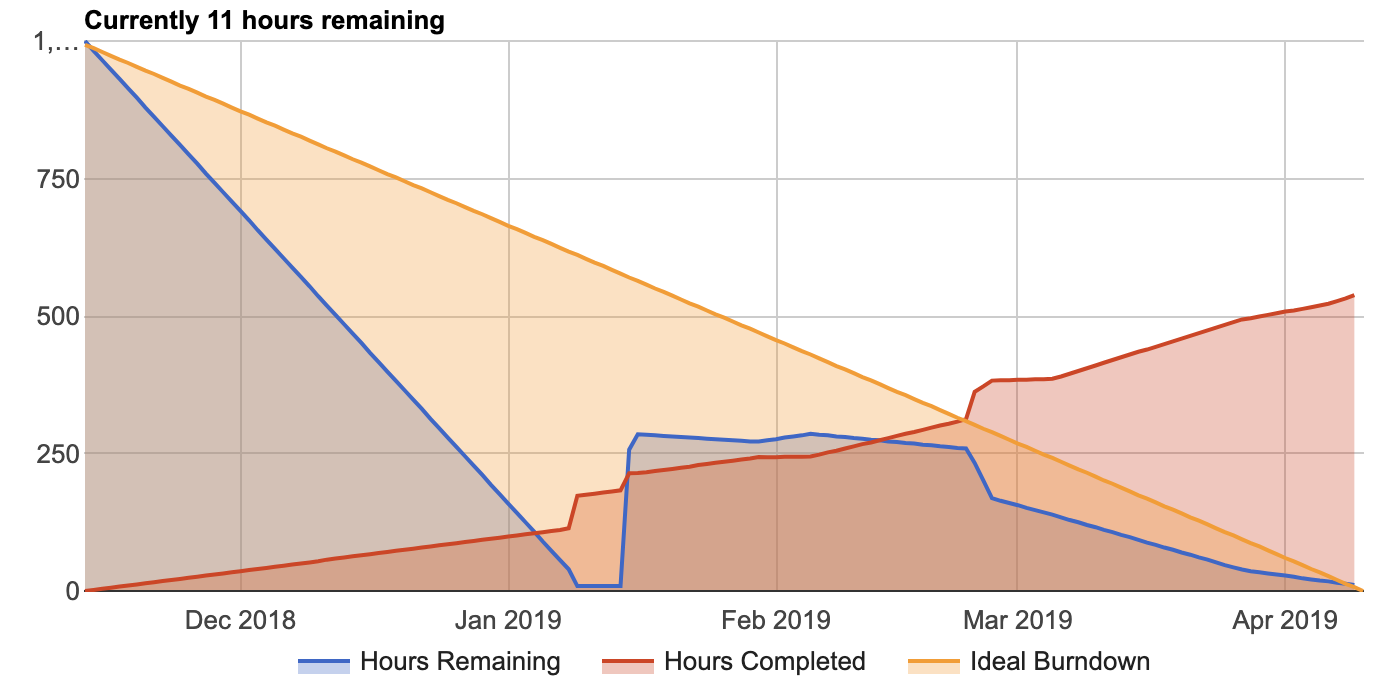 Currently 11 hours remaining
1,...
750
500
250
0
Dec 2018 Jan 2019 Feb 2019 Mar 2019 Apr 2019
Hours Remaining Hours Completed Ideal Burndown